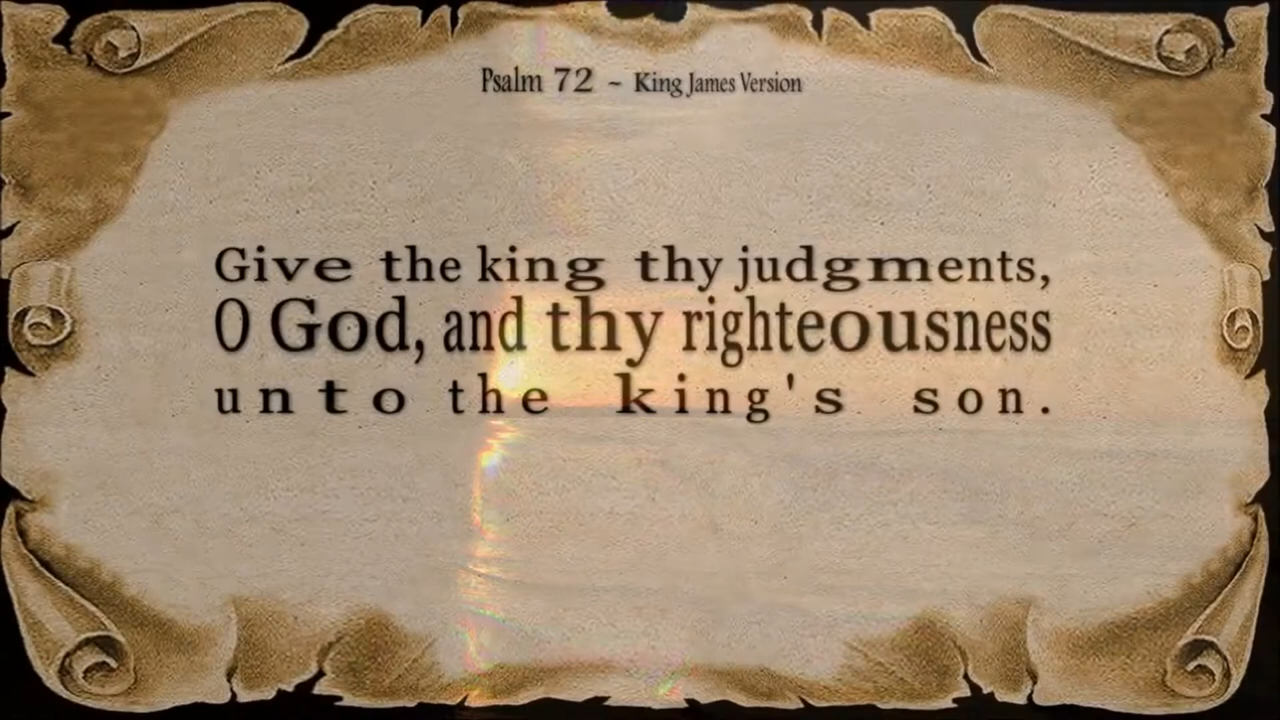 Psalm 72 ~ King James Version
Give the king thy judgments,
O God, and thy righteousness
unto the king's son.